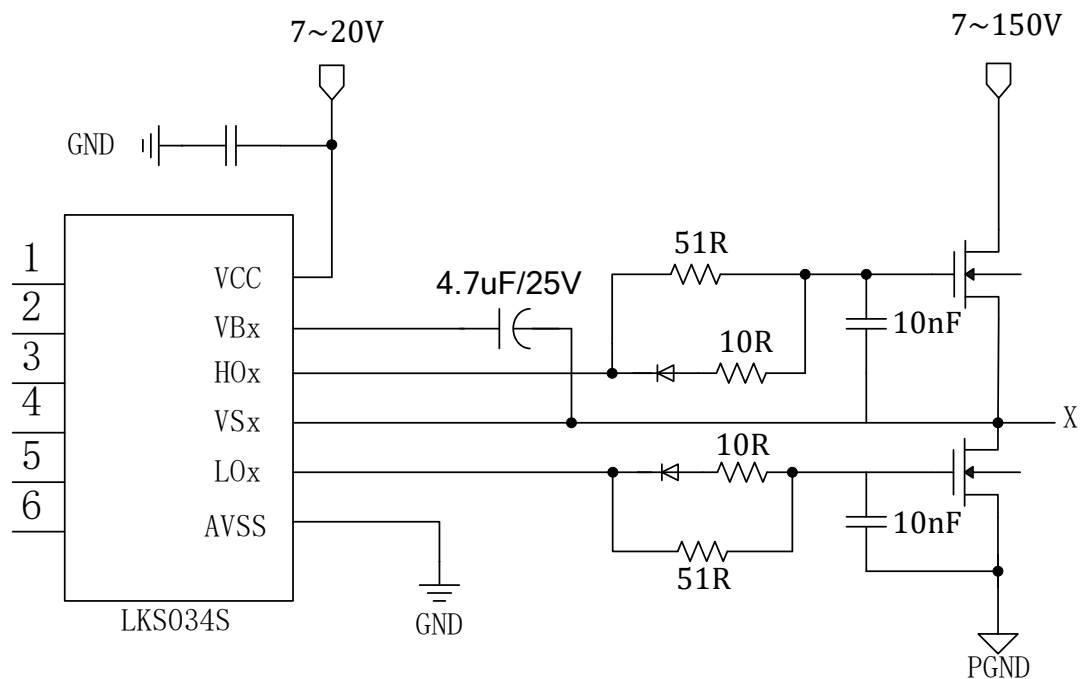 7~20V
7~150V
GND
1
2
3
4
5
6
VCC
VBx
HOx
VSx
LOx
AVSS
LKS034S
4.7uF/25V
51R
10R
10nF
X
10R
51R
10nF
GND
PGND